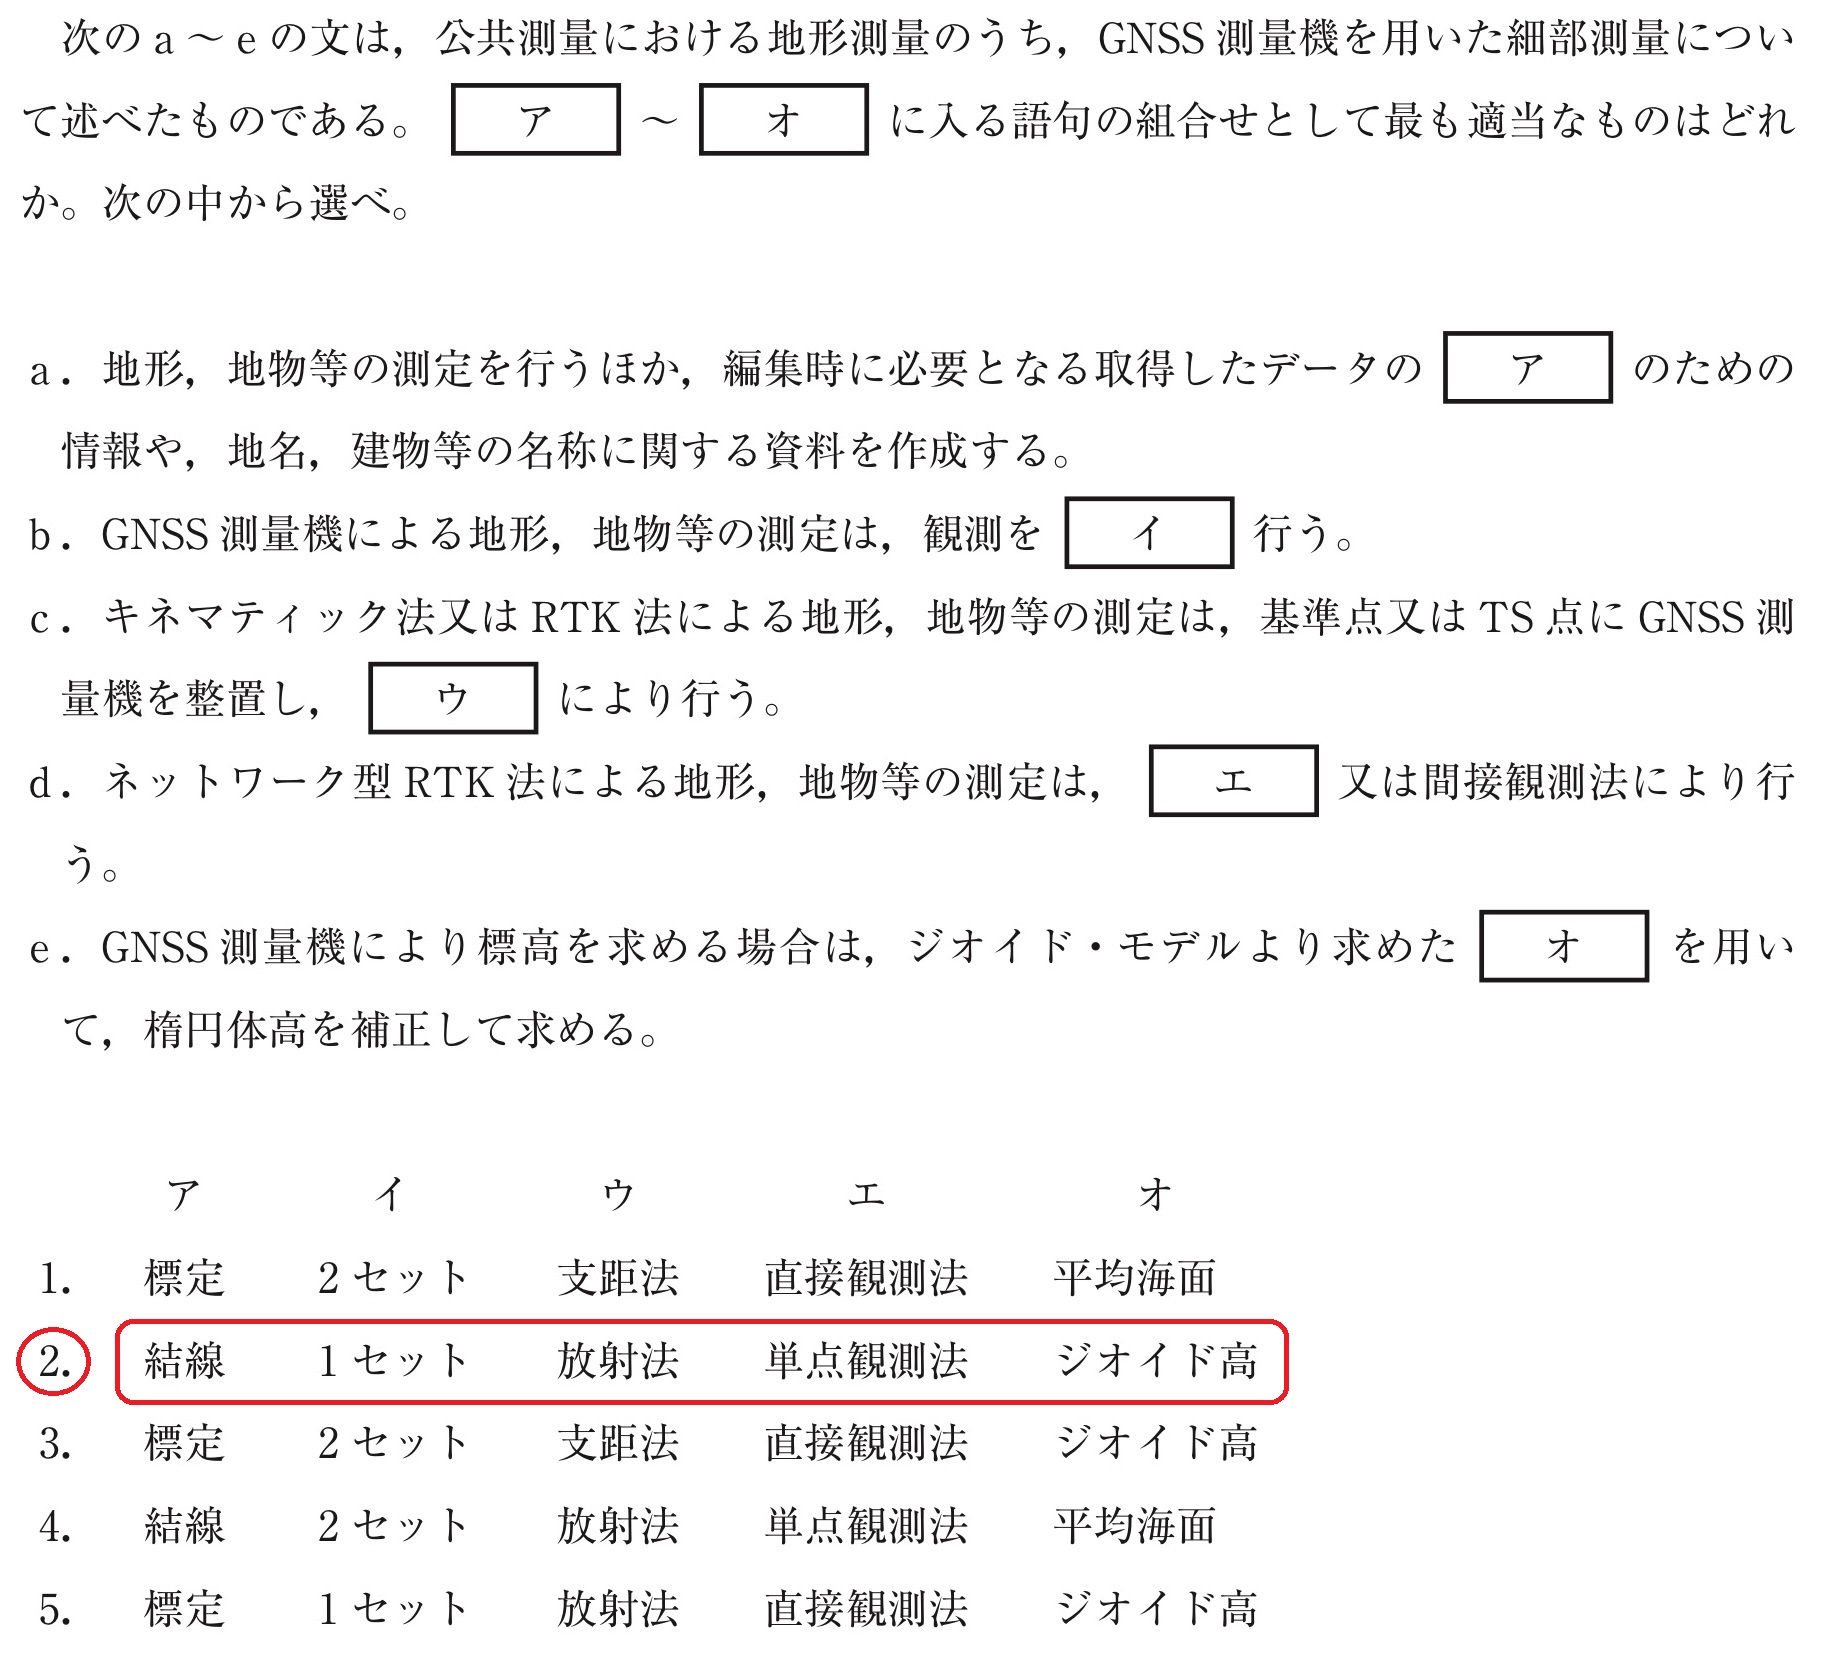 次の a ～ e の文は，公共測量における地形測量のうち，GNSS 測量機を用いた細部測量につい
て述べたものである。 ア ～ オ に入る語句の組合せとして最も適当なものはどれ
か。次の中から選べ。
a．地形，地物等の測定を行うほか，編集時に必要となる取得したデータの ア のための
情報や，地名，建物等の名称に関する資料を作成する。
b．GNSS 測量機による地形，地物等の測定は，観測を イ 行う。
c．キネマティック法又は RTK 法による地形，地物等の測定は，基準点又は TS 点に GNSS 測
量機を整置し， ウ により行う。
d．ネットワーク型 RTK 法による地形，地物等の測定は， エ 又は間接観測法により行
う。
e．GNSS 測量機により標高を求める場合は，ジオイド・モデルより求めた オ を用い
て，楕円体高を補正して求める。
ア イ ウ エ オ
1. 標定 2 セット 支距法 直接観測法 平均海面
2. 結線 1 セット 放射法 単点観測法 ジオイド高
3. 標定 2 セット 支距法 直接観測法 ジオイド高
4. 結線 2 セット 放射法 単点観測法 平均海面
5. 標定 1 セット 放射法 直接観測法 ジオイド高